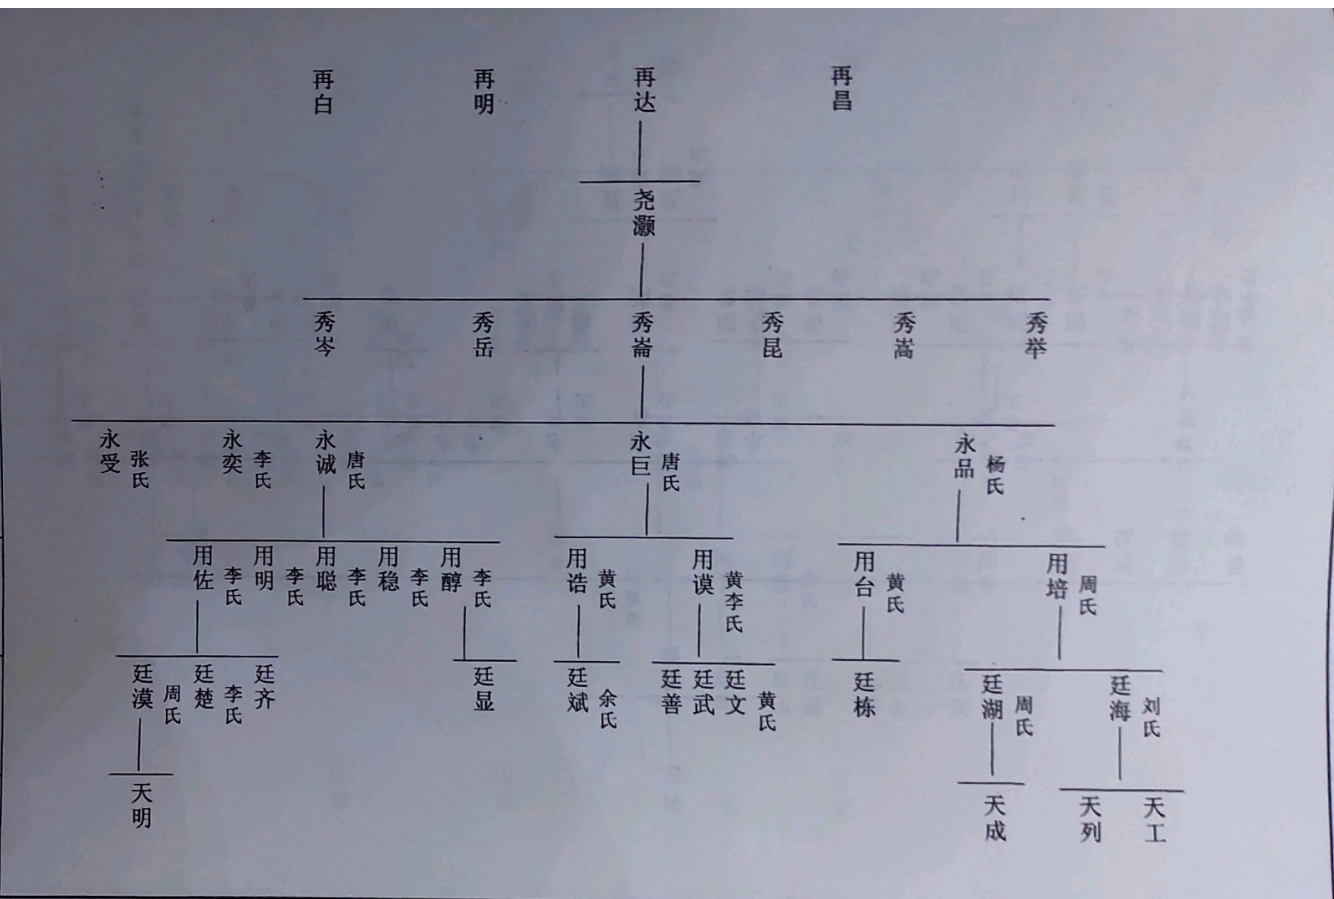 再白
再明
再达
再昌
尧灏
秀岑
秀岳
秀崙
秀昆
秀嵩
秀举
永受
张氏
永奕
李氏
永诚
唐氏
永巨
唐氏
永品
杨氏
用佐
李氏
用明
李氏
用聪
李氏
用稳
李氏
用醇
李氏
用诰
黄氏
用谟
黄李氏
用台
黄氏
用培
周氏
廷漠
周氏
廷楚
李氏
廷齐
廷显
廷斌
余氏
廷善
廷武
廷文
黄氏
廷栋
廷湖
周氏
廷海
刘氏
天明
天成
天列
天工